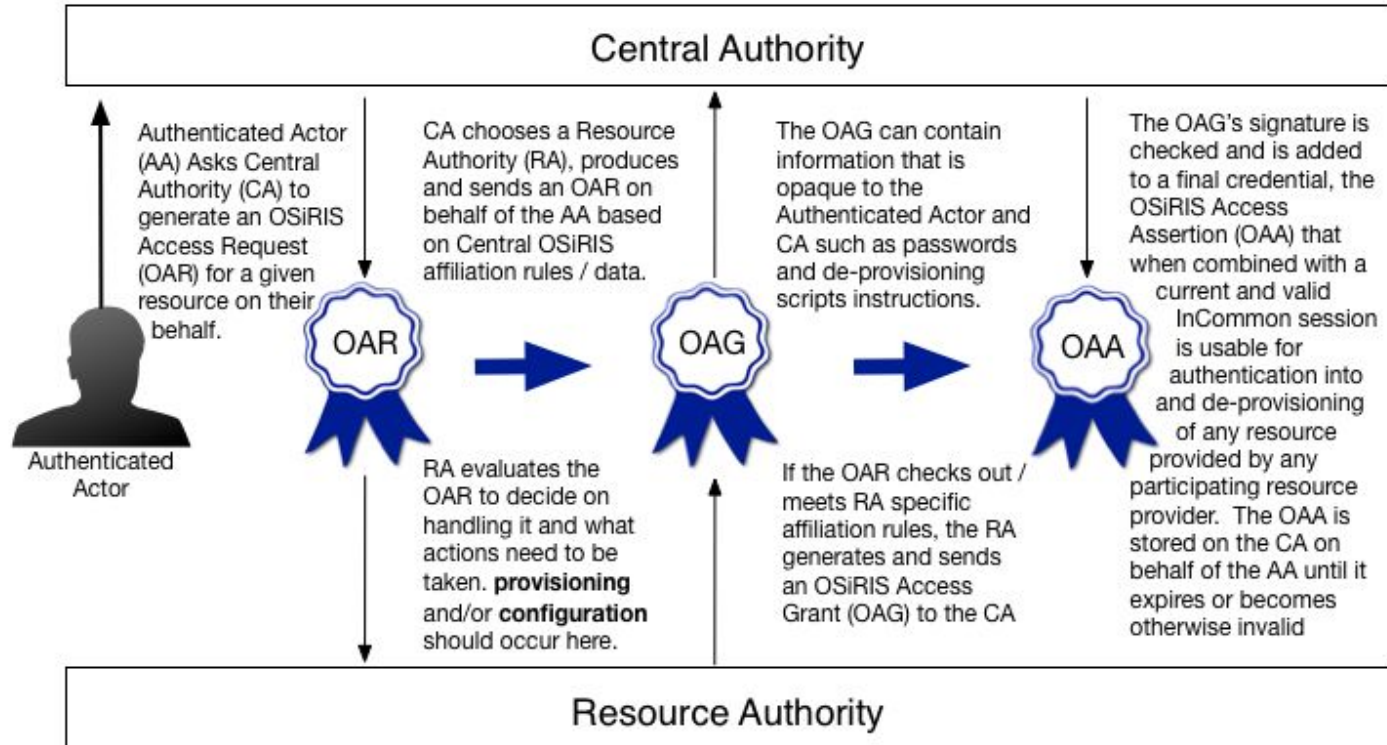 Central Authority
Authenticated Actor
(AA) Asks Central
Authority (CA) to
generate an OSiRIS
Access Request
(OAR) for a given
resource on their
behalf.
CA chooses a Resource
Authority (RA), produces
and sends an OAR on
behalf of the AA based
on Central OSiRIS
affiliation rules / data.
The OAG can contain
information that is
opaque to the
Authenticated Actor and
CA such as passwords
and de-provisioning
scripts instructions.
The OAG's signature is
checked and is added
to a final credential, the
OSiRIS Access
Assertion (OAA) that
when combined with a
current and valid
InCommon session
is usable for
authentication into
and de-provisioning
of any resource
provided by any
participating resource
provider. The OAA is
stored on the CA on
behalf of the AA until it
expires or becomes
otherwise invalid
OAR
OAG
OAA
Authenticated
Actor
RA evaluates the
OAR to decide on
handling it and what
actions need to be
taken. provisioning
and/or configuration
should occur here.
If the OAR checks out /
meets RA specific
affiliation rules, the RA
generates and sends
an OSiRIS Access
Grant (OAG) to the CA
Resource Authority